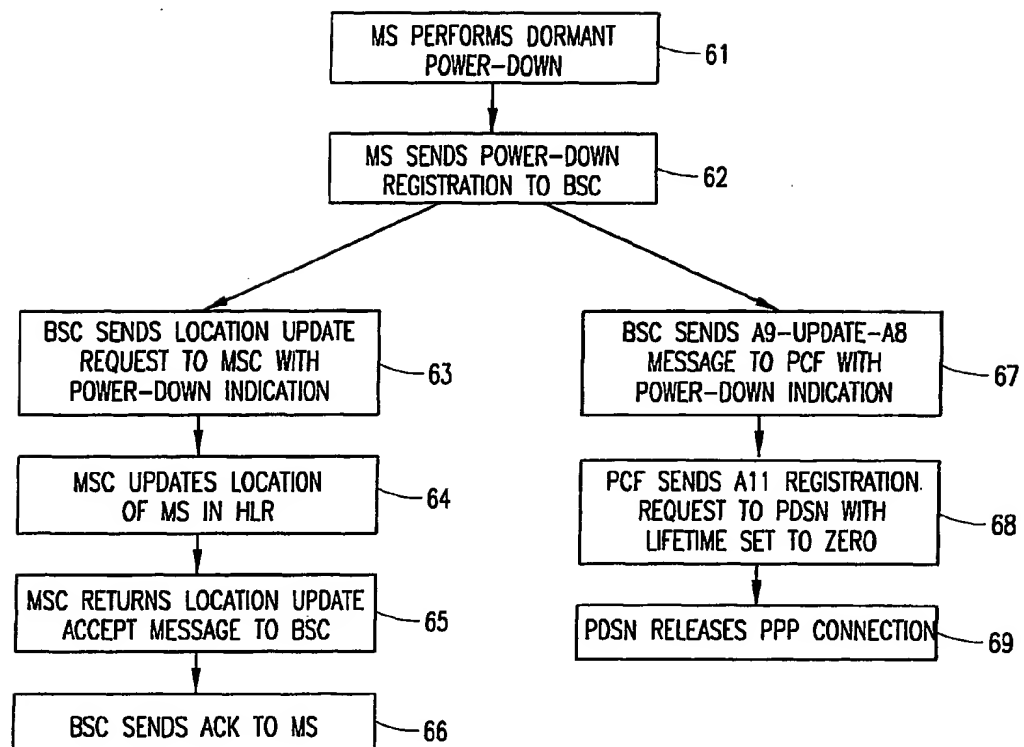 MS PERFORMS DORMANT
POWER-DOWN
61
MS SENDS POWER-DOWN
REGISTRATION TO BSC
62
BSC SENDS LOCATION UPDATE
REQUEST TO MSC WITH
POWER-DOWN INDICATION
63
MSC UPDATES LOCATION
OF MS IN HLR
64
MSC RETURNS LOCATION UPDATE
ACCEPT MESSAGE TO BSC
65
BSC SENDS ACK TO MS
66
BSC SENDS A9-UPDATE-A8
MESSAGE TO PCF WITH
POWER-DOWN INDICATION
67
PCF SENDS A11 REGISTRATION
REQUEST TO PDSN WITH
LIFETIME SET TO ZERO
68
PDSN RELEASES PPP CONNECTION
69